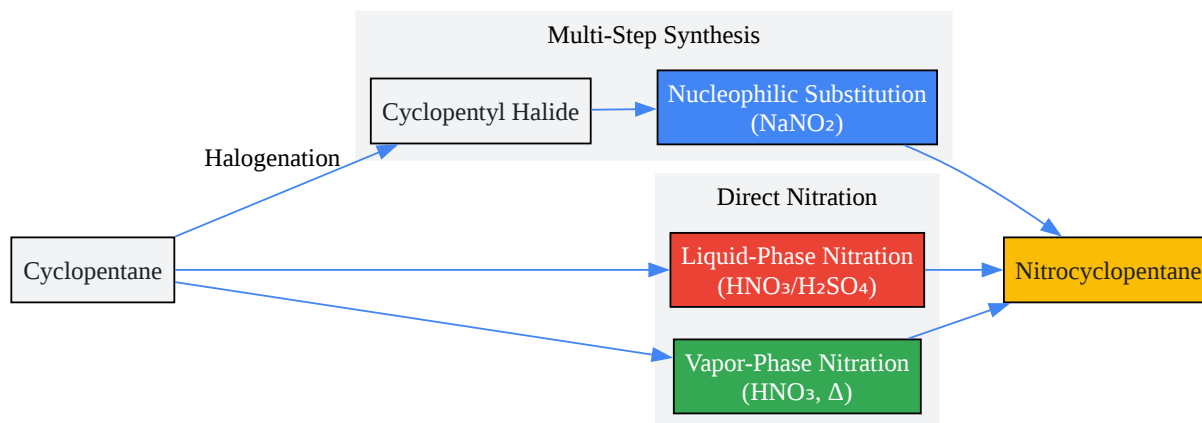 Multi-Step Synthesis
Cyclopentyl Halide
Nucleophilic Substitution
(NaNO₂)
Halogenation
Direct Nitration
Cyclopentane
Liquid-Phase Nitration
(HNO₃/H₂SO₄)
Nitrocyclopentane
Vapor-Phase Nitration
(HNO₃, Δ)